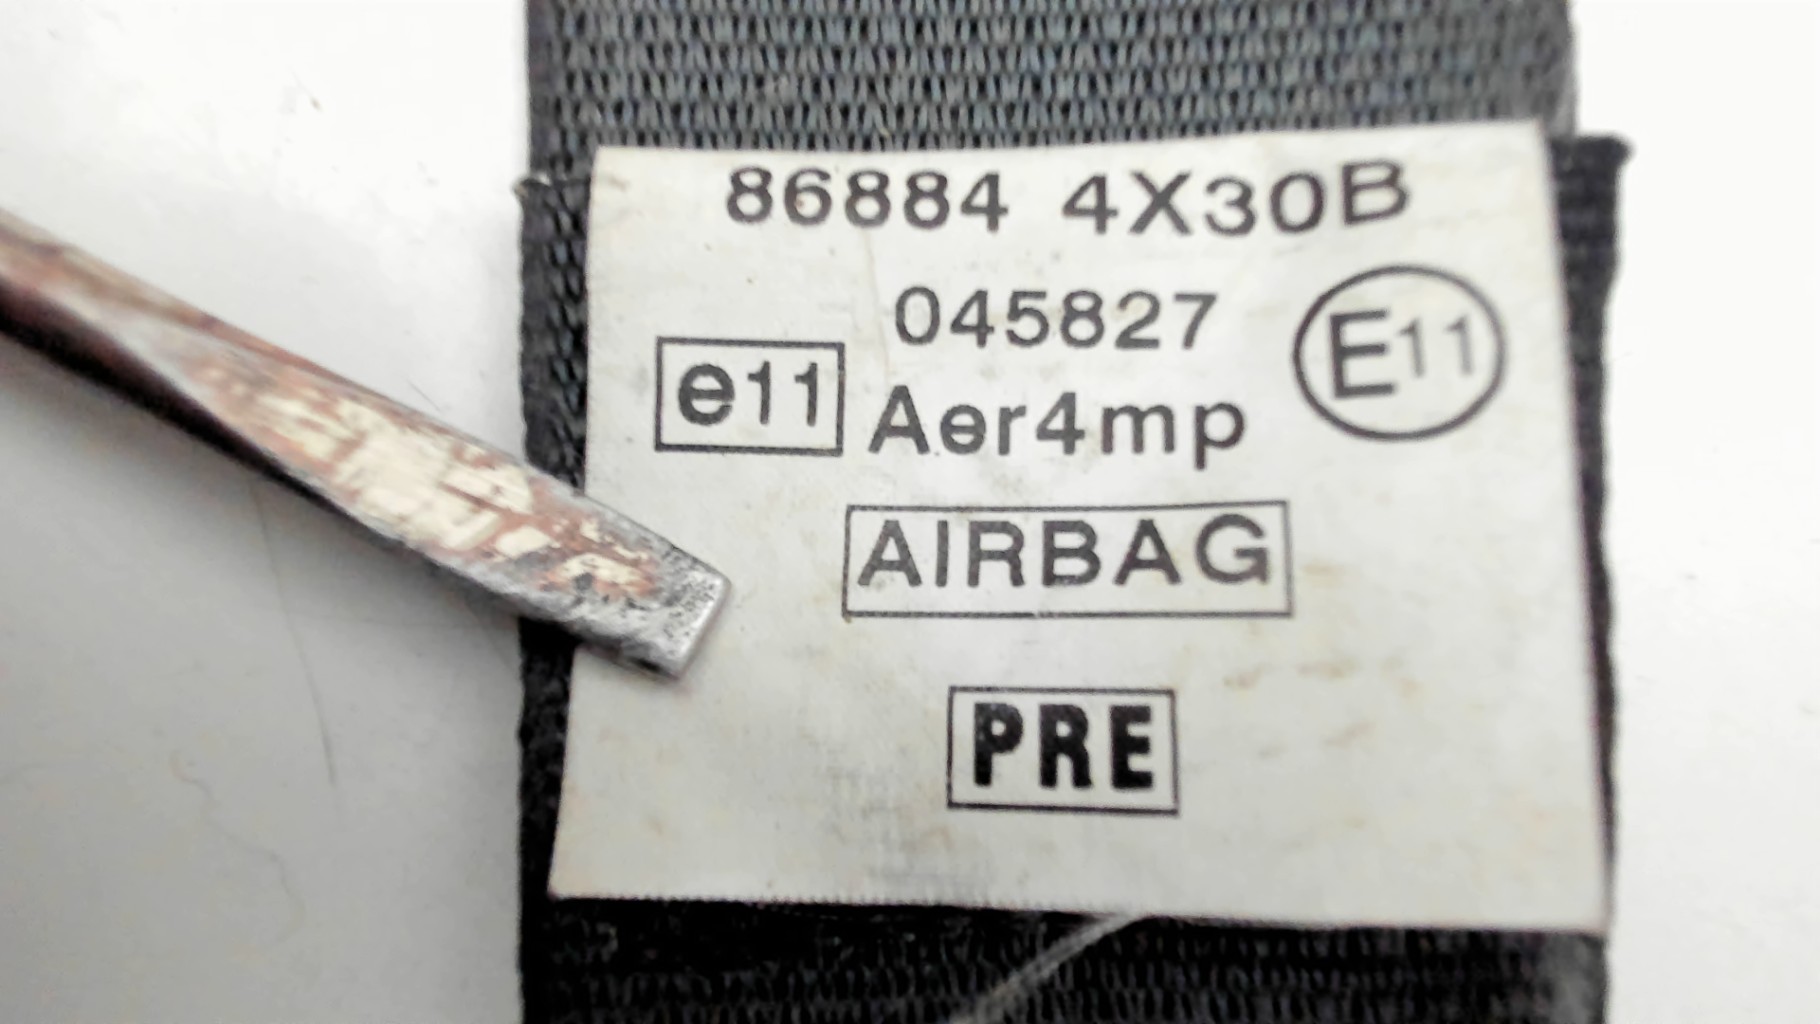 86884 4X30B
045827
e11 Aer4mp E11
AIRBAG
PRE